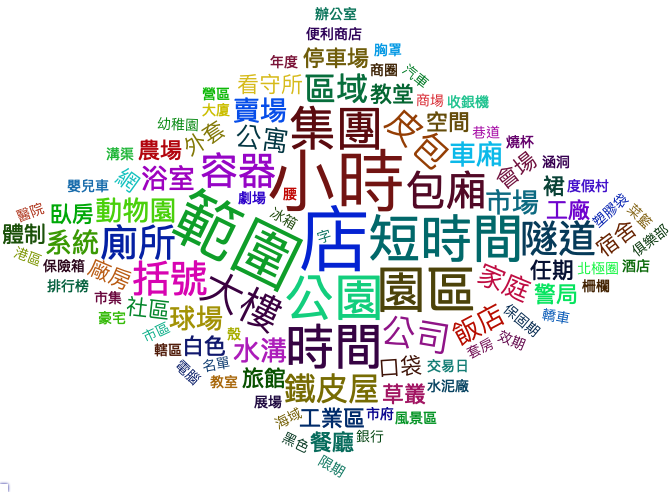 辦公室
便利商店
年度
停車場
胸罩
商圈
汽車
看守所
區域
教堂
營區
大廈
賣場
商場
收銀機
幼稚園
外套
公寓
集團
皮包
空間
巷道
燒杯
溝渠
農場
網
浴室
容器
小時
包廂
車廂
會場
涵洞
嬰兒車
劇場
腰
裙
度假村
醫院
臥房
動物園
冰箱
市場
工廠
塑膠袋
菜籃
體制
系統
廁所
範圍
字
店
短時間
隧道
宿舍
俱樂部
港區
保險箱
廠房
括號
大樓
公園
園區
家庭
任期
北極圈
酒店
排行榜
市集
社區
警局
柵欄
豪宅
市區
球場
殼
時間
公司
飯店
保固期
轎車
轄區
白色
水溝
套房
效期
電腦
名單
教室
旅館
鐵皮屋
口袋
交易日
水泥廠
草叢
展場
海域
工業區
市府
風景區
黑色
餐廳
銀行
限期